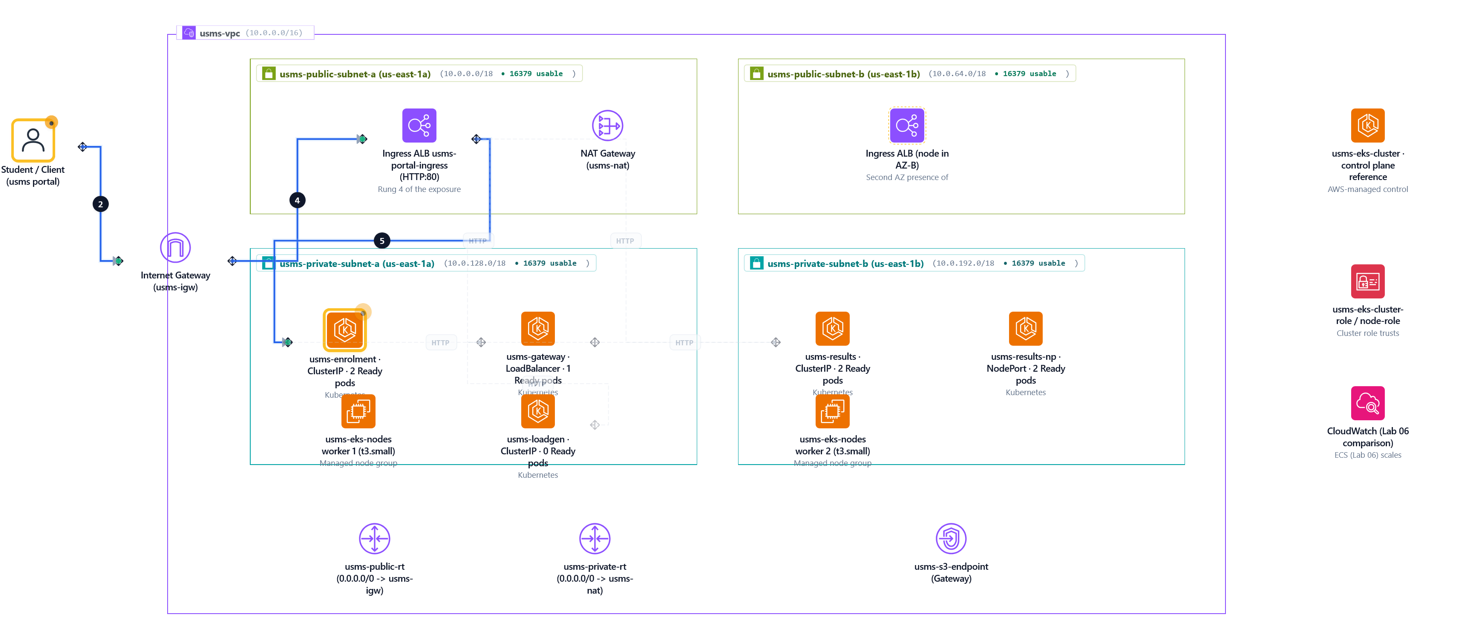 usms-vpc (10.0.0.0/16)
usms-public-subnet-a (us-east-1a) (10.0.0.0/18 • 16379 usable )
usms-public-subnet-b (us-east-1b) (10.0.64.0/18 • 16379 usable )
Student / Client
(usms portal)
2
4
5
Ingress ALB usms-
portal-ingress
(HTTP:80)
Rung 4 of the exposure
NAT Gateway
(usms-nat)
Ingress ALB (node in
AZ-B)
Second AZ presence of
usms-eks-cluster ·
control plane
reference
AWS-managed control
HTTP
HTTP
Internet Gateway
(usms-igw)
usms-private-subnet-a (us-east-1a) (10.0.128.0/18 • 16379 usable )
usms-private-subnet-b (us-east-1b) (10.0.192.0/18 • 16379 usable )
usms-eks-cluster-
role / node-role
Cluster role trusts
HTTP
HTTP
usms-enrolment ·
ClusterIP · 2 Ready
pods
Kubernetes
usms-gateway ·
LoadBalancer · 1
Ready pods
Kubernetes
usms-results ·
ClusterIP · 2 Ready
pods
Kubernetes
usms-results-np ·
NodePort · 2 Ready
pods
Kubernetes
usms-eks-nodes
worker 1 (t3.small)
Managed node group
usms-loadgen ·
ClusterIP · 0 Ready
pods
Kubernetes
usms-eks-nodes
worker 2 (t3.small)
Managed node group
CloudWatch (Lab 06
comparison)
ECS (Lab 06) scales
usms-public-rt
(0.0.0.0/0 -> usms-
igw)
usms-private-rt
(0.0.0.0/0 -> usms-
nat)
usms-s3-endpoint
(Gateway)